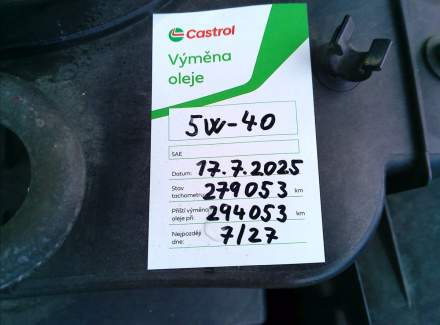 Castrol
Výměna
oleje
5W-40
SAE
Datum: 17.7.2025
Stav
tachometru: 279053 km
Příští výměna
oleje při: 294053 km
Nejpozději
dne: 7/27